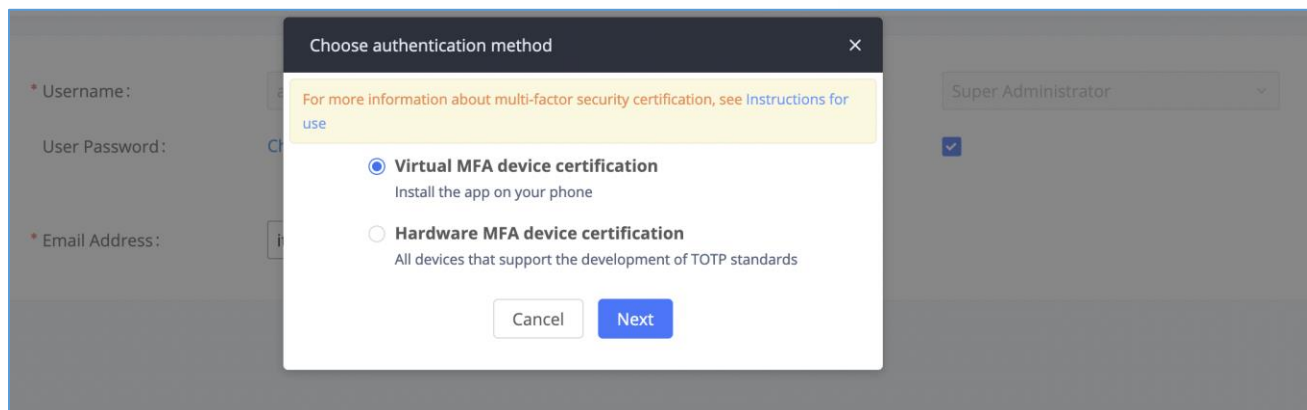 Choose authentication method
For more information about multi-factor security certification, see Instructions for
use
* Username:
Super Administrator
User Password:
Virtual MFA device certification
Install the app on your phone
* Email Address:
Hardware MFA device certification
All devices that support the development of TOTP standards
Cancel
Next